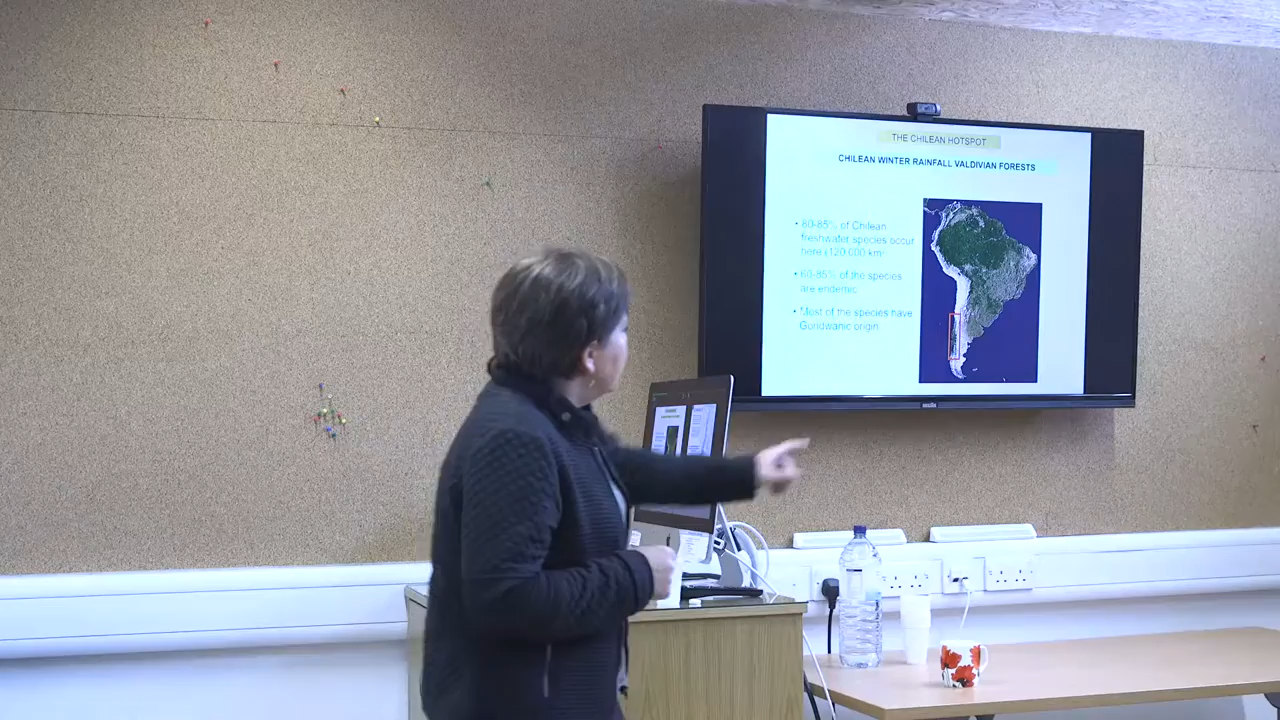 THE CHILEAN HOTSPOT
CHILEAN WINTER RAINFALL VALDIVIAN FORESTS
• 80-85% of Chilean
freshwater species occur
here (120.000 km
• 60-85% of the species
are endemic
• Most of the species have
Gondwanic origin